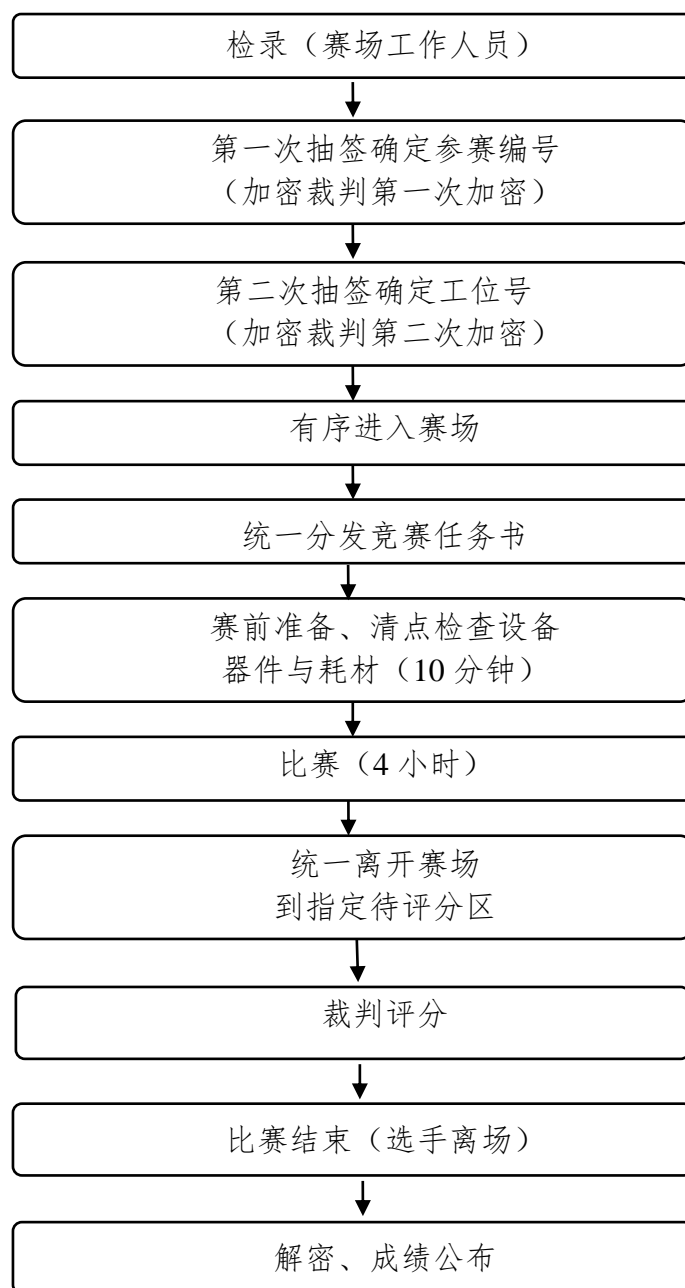 检录（赛场工作人员）
第一次抽签确定参赛编号
（加密裁判第一次加密）
第二次抽签确定工位号
（加密裁判第二次加密）
有序进入赛场
统一分发竞赛任务书
赛前准备、清点检查设备
器件与耗材（10 分钟）
比赛（4 小时）
统一离开赛场
到指定待评分区
裁判评分
比赛结束（选手离场）
解密、成绩公布